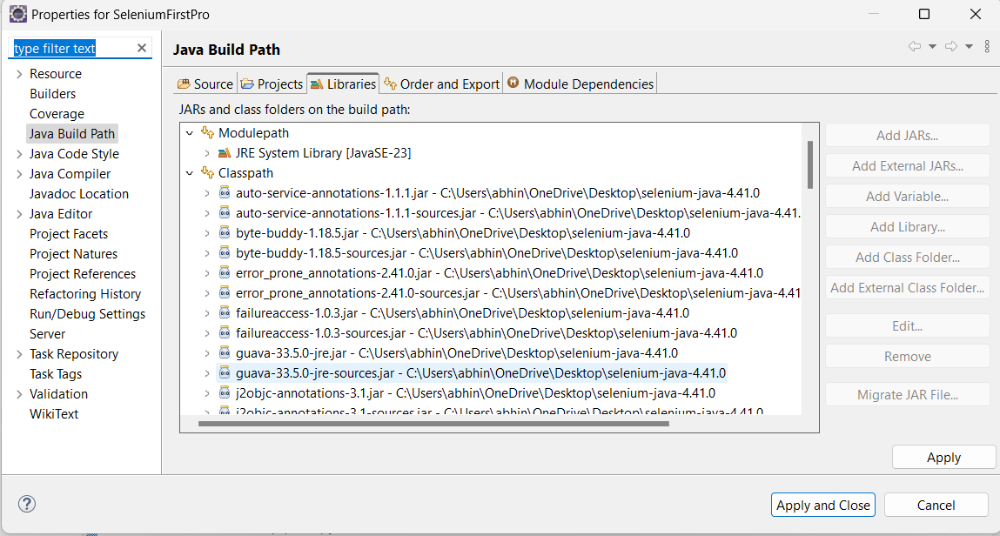 Properties for SeleniumFirstPro
type filter text
Java Build Path
Resource
Builders
Coverage
Java Build Path
Java Code Style
Java Compiler
Javadoc Location
Java Editor
Project Facets
Project Natures
Project References
Refactoring History
Run/Debug Settings
Server
Task Repository
Task Tags
Validation
WikiText
Source Projects Libraries Order and Export Module Dependencies
JARs and class folders on the build path:
Modulepath
JRE System Library [JavaSE-23]
Classpath
auto-service-annotations-1.1.1.jar - C:\Users\abhin\OneDrive\Desktop\selenium-java-4.41.0
auto-service-annotations-1.1.1-sources.jar - C:\Users\abhin\OneDrive\Desktop\selenium-java-4.41.
byte-buddy-1.18.5.jar - C:\Users\abhin\OneDrive\Desktop\selenium-java-4.41.0
byte-buddy-1.18.5-sources.jar - C:\Users\abhin\OneDrive\Desktop\selenium-java-4.41.0
error_prone_annotations-2.41.0.jar - C:\Users\abhin\OneDrive\Desktop\selenium-java-4.41.0
error_prone_annotations-2.41.0-sources.jar - C:\Users\abhin\OneDrive\Desktop\selenium-java-4.41
failureaccess-1.0.3.jar - C:\Users\abhin\OneDrive\Desktop\selenium-java-4.41.0
failureaccess-1.0.3-sources.jar - C:\Users\abhin\OneDrive\Desktop\selenium-java-4.41.0
guava-33.5.0-jre.jar - C:\Users\abhin\OneDrive\Desktop\selenium-java-4.41.0
guava-33.5.0-jre-sources.jar - C:\Users\abhin\OneDrive\Desktop\selenium-java-4.41.0
j2objc-annotations-3.1.jar - C:\Users\abhin\OneDrive\Desktop\selenium-java-4.41.0
j2objc-annotations-3.1-sources.jar - C:\Users\abhin\OneDrive\Desktop\selenium-java-4.41.0
Add JARs...
Add External JARs...
Add Variable...
Add Library...
Add Class Folder...
Add External Class Folder...
Edit...
Remove
Migrate JAR File...
Apply
Apply and Close
Cancel